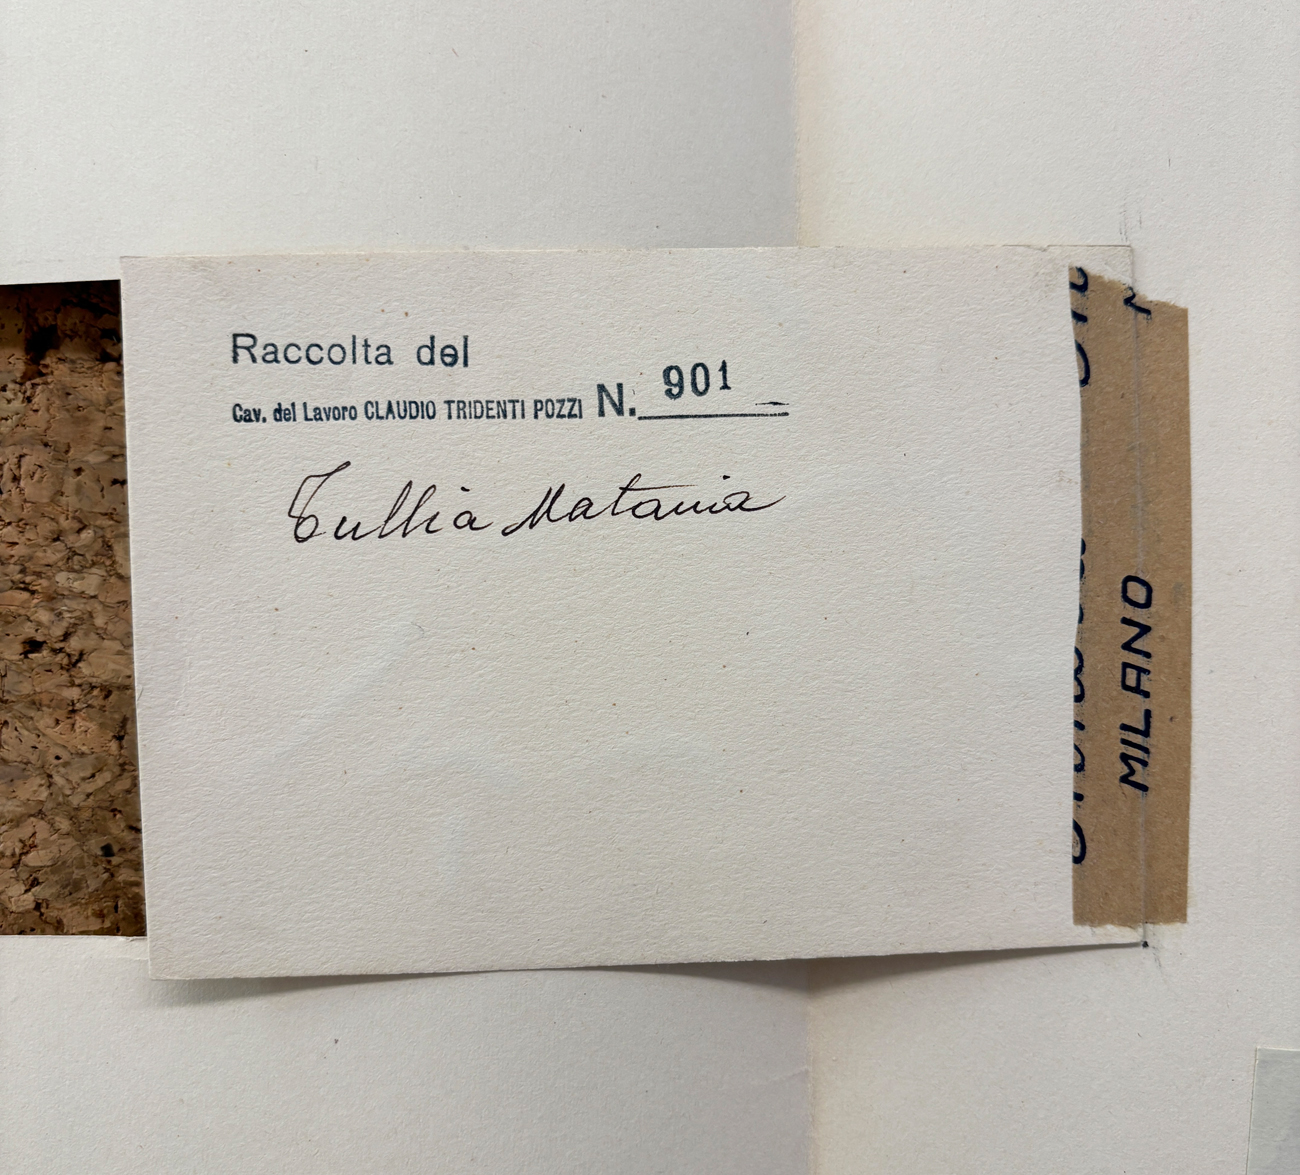 Raccolta del
Cav. del Lavoro CLAUDIO TRIDENTI POZZI N. 901
Tullia Matania
MILANO